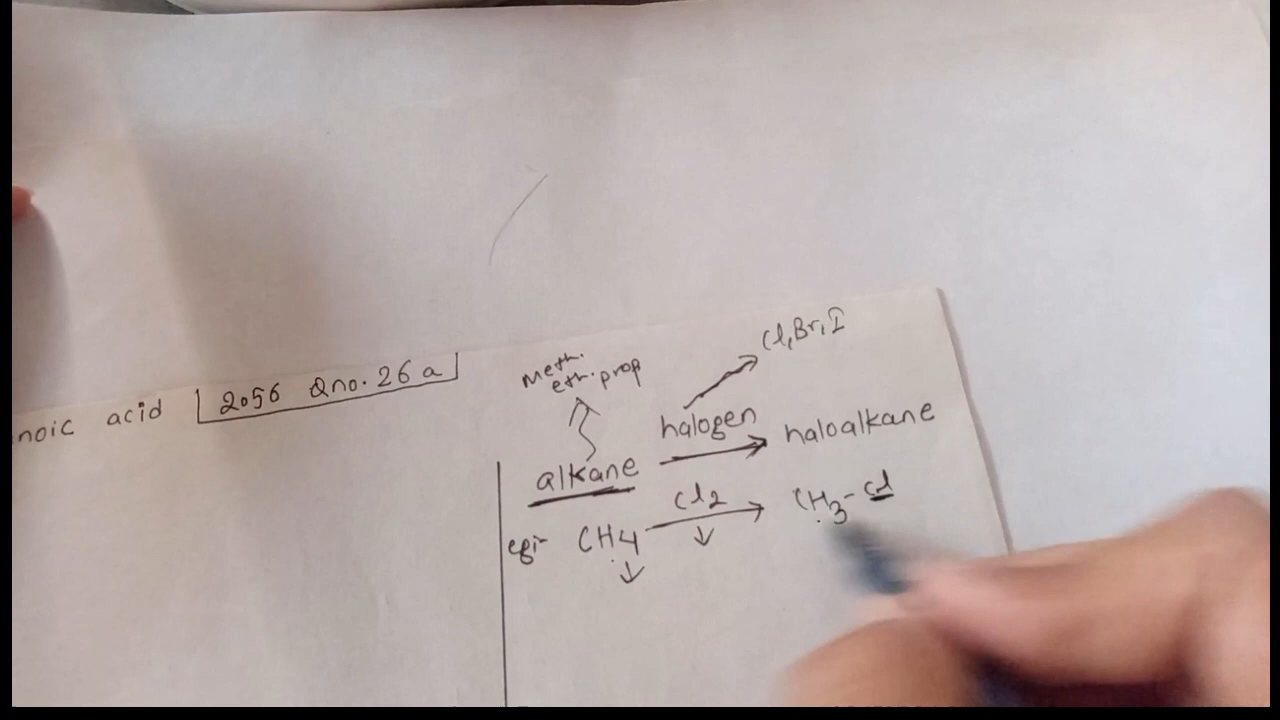 noic acid 2056 Qno. 26 a
Meth.
eth. prop
Cl, Br, I
alkane halogen haloalkane
eg:- CH4 Cl2 CH3-Cl